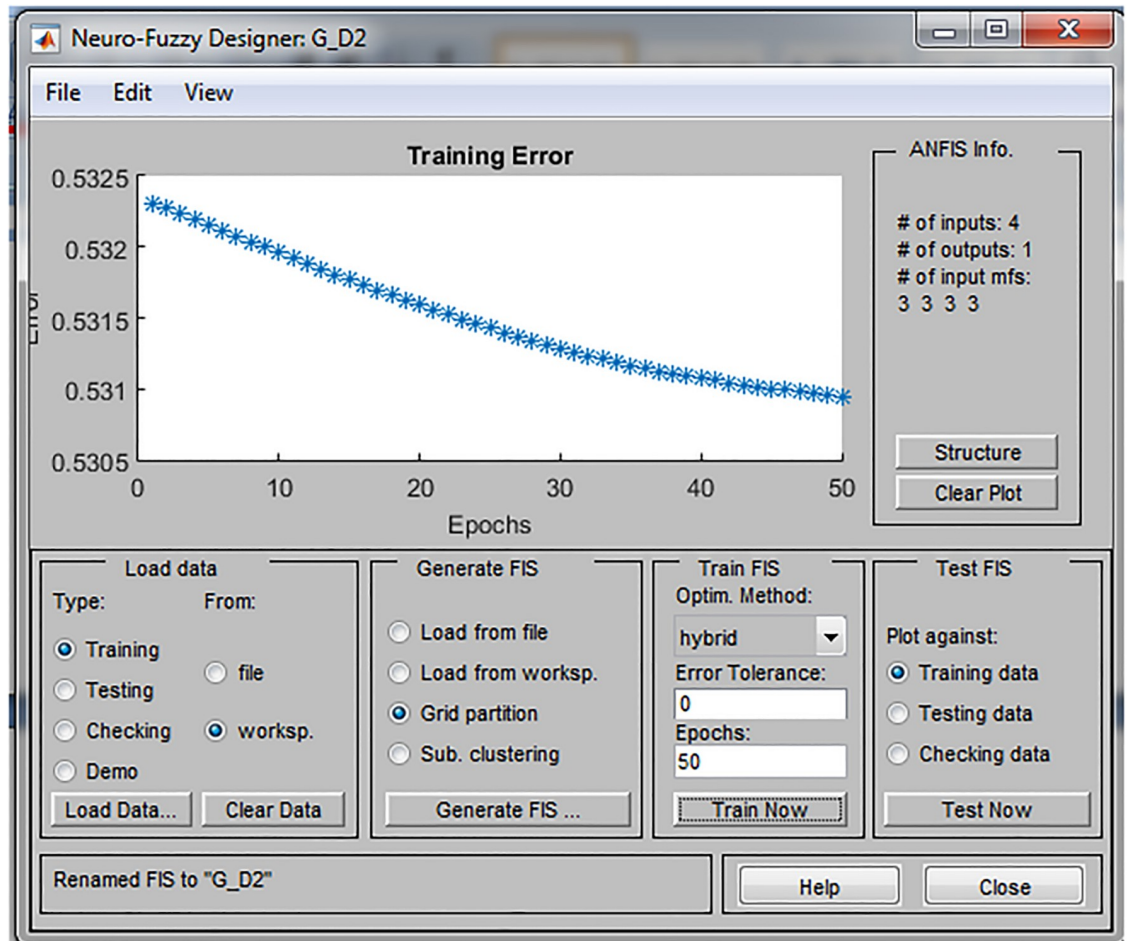 Neuro-Fuzzy Designer: G_D2
File Edit View
Training Error
0.5325
0.532
0.5315
0.531
0.5305
Error
0 10 20 30 40 50
Epochs
ANFIS Info.
# of inputs: 4
# of outputs: 1
# of input mfs:
3 3 3 3
Structure
Clear Plot
Load data
Type: From:
Training
file
Testing
Checking
worksp.
Demo
Load Data... Clear Data
Generate FIS
Load from file
Load from worksp.
Grid partition
Sub. clustering
Generate FIS ...
Train FIS
Optim. Method:
hybrid
Error Tolerance:
0
Epochs:
50
Train Now
Test FIS
Plot against:
Training data
Testing data
Checking data
Test Now
Renamed FIS to "G_D2"
Help Close